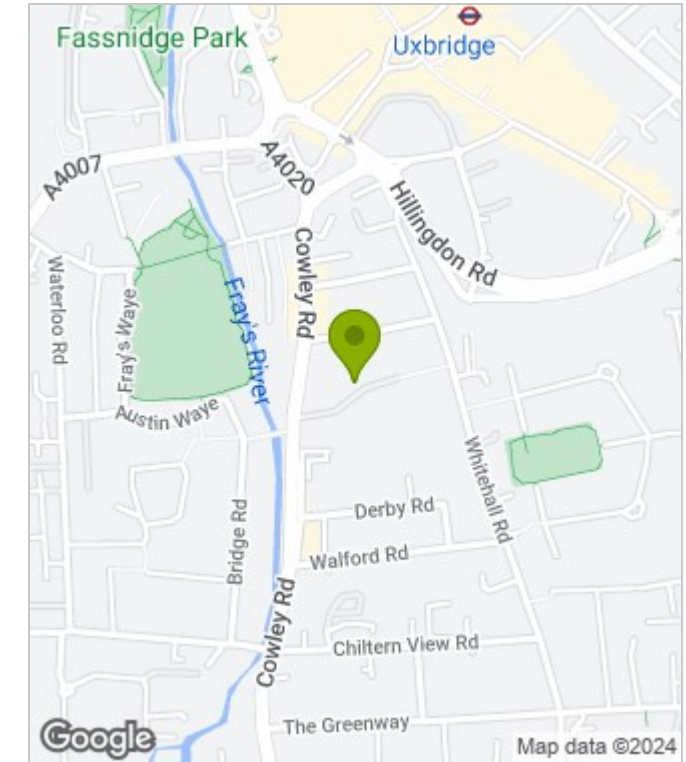 Fassnidge Park
Uxbridge
A4007
A4020
Hillingdon Rd
Cowley Rd
Waterloo Rd
Fray's Waye
Fray's River
Austin Waye
Whitehall Rd
Derby Rd
Bridge Rd
Walford Rd
Cowley Rd
Chiltern View Rd
The Greenway
Google
Map data ©2024